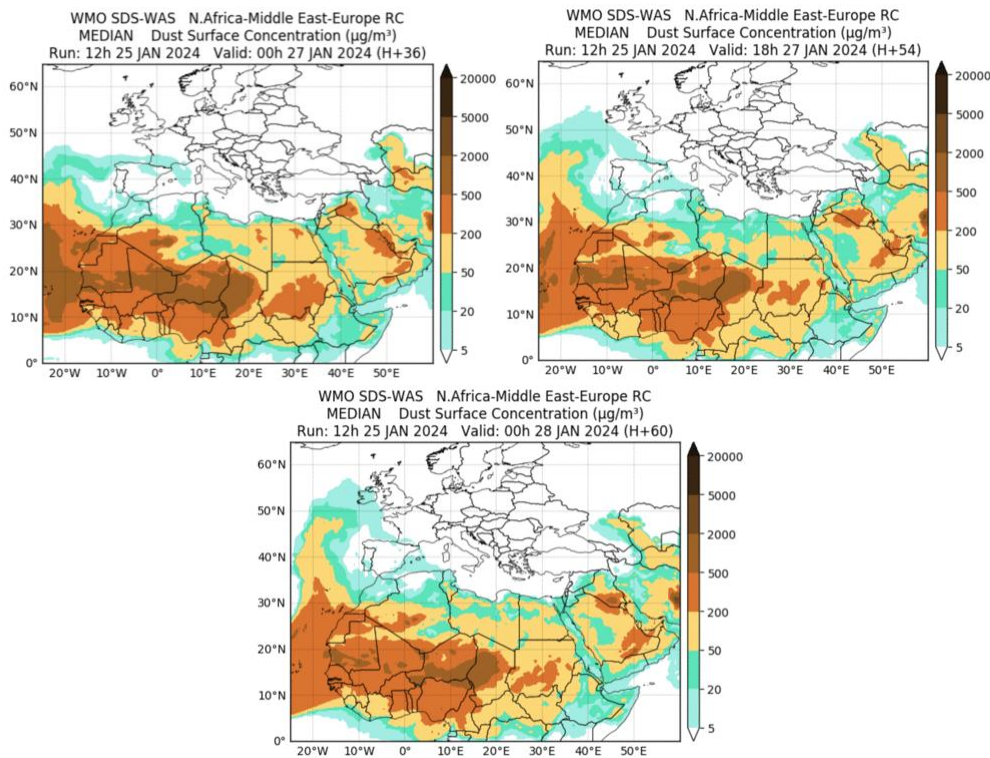 WMO SDS-WAS   N.Africa-Middle East-Europe RC
MEDIAN    Dust Surface Concentration (µg/m³)
Run: 12h 25 JAN 2024   Valid: 00h 27 JAN 2024 (H+36)
60°N
50°N
40°N
30°N
20°N
10°N
0°
20°W 10°W 0° 10°E 20°E 30°E 40°E 50°E
20000
5000
2000
500
200
50
20
5
WMO SDS-WAS   N.Africa-Middle East-Europe RC
MEDIAN    Dust Surface Concentration (µg/m³)
Run: 12h 25 JAN 2024   Valid: 18h 27 JAN 2024 (H+54)
60°N
50°N
40°N
30°N
20°N
10°N
0°
20°W 10°W 0° 10°E 20°E 30°E 40°E 50°E
20000
5000
2000
500
200
50
20
5
WMO SDS-WAS   N.Africa-Middle East-Europe RC
MEDIAN    Dust Surface Concentration (µg/m³)
Run: 12h 25 JAN 2024   Valid: 00h 28 JAN 2024 (H+60)
60°N
50°N
40°N
30°N
20°N
10°N
0°
20°W 10°W 0° 10°E 20°E 30°E 40°E 50°E
20000
5000
2000
500
200
50
20
5